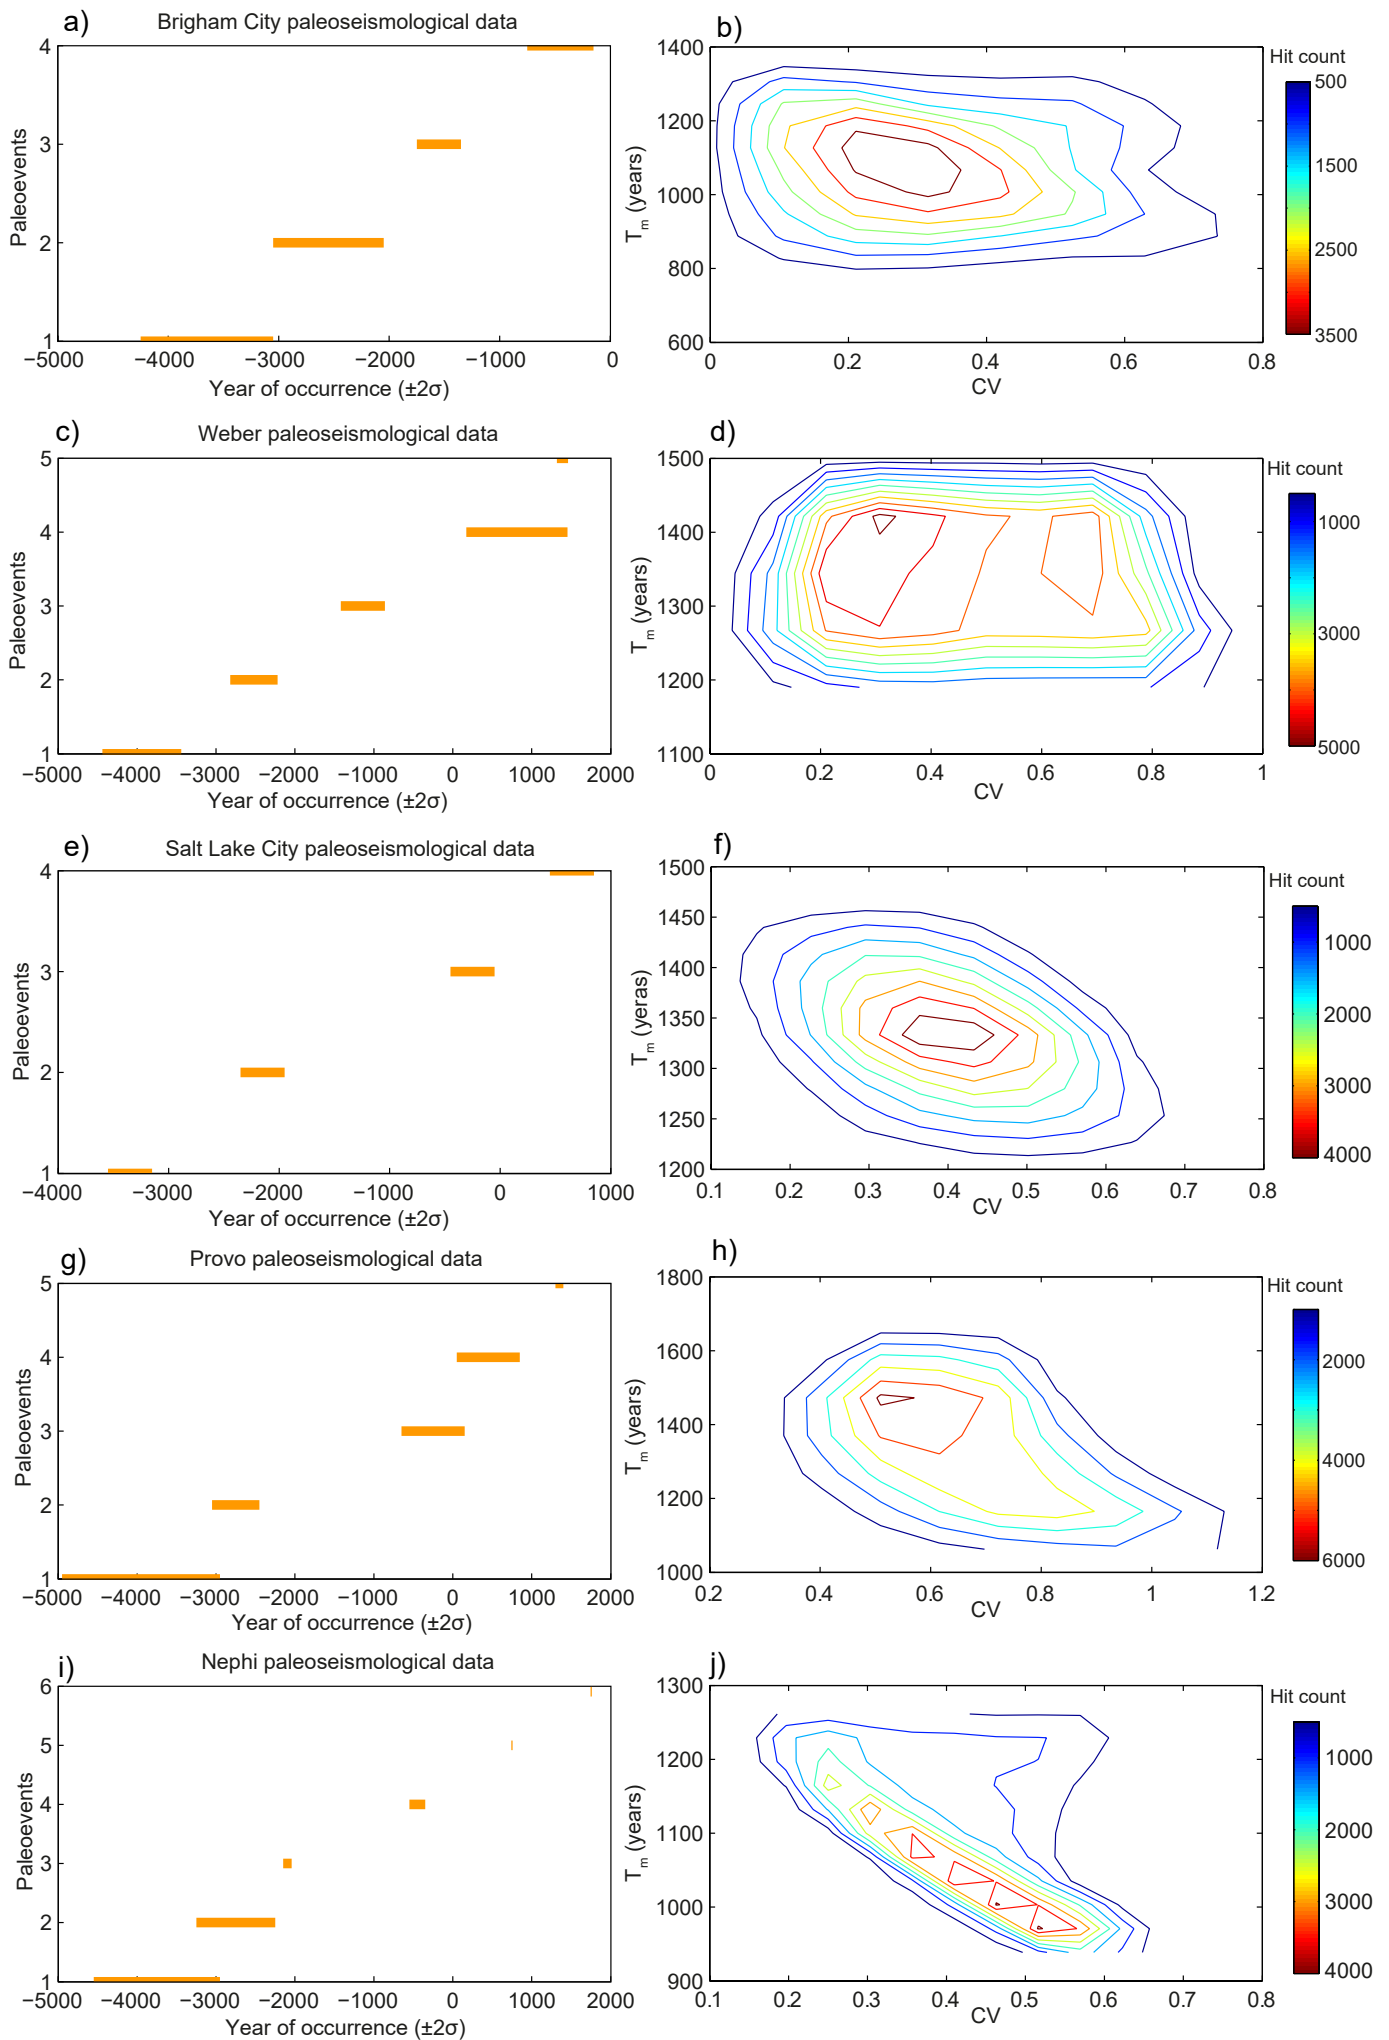 a) Brigham City paleoseismological data
Paleoevents
4
3
2
1
−5000 −4000 −3000 −2000 −1000 0
Year of occurrence (±2σ)
b)
T_m (years)
1400
1200
1000
800
600
0 0.2 0.4 0.6 0.8
CV
Hit count
500
1500
2500
3500
c) Weber paleoseismological data
Paleoevents
5
4
3
2
1
−5000 −4000 −3000 −2000 −1000 0 1000 2000
Year of occurrence (±2σ)
d)
T_m (years)
1500
1400
1300
1200
1100
0 0.2 0.4 0.6 0.8 1
CV
Hit count
1000
3000
5000
e) Salt Lake City paleoseismological data
Paleoevents
4
3
2
1
−4000 −3000 −2000 −1000 0 1000
Year of occurrence (±2σ)
f)
T_m (yeras)
1500
1450
1400
1350
1300
1250
1200
0.1 0.2 0.3 0.4 0.5 0.6 0.7 0.8
CV
Hit count
1000
2000
3000
4000
g) Provo paleoseismological data
Paleoevents
5
4
3
2
1
−5000 −4000 −3000 −2000 −1000 0 1000 2000
Year of occurrence (±2σ)
h)
T_m (years)
1800
1600
1400
1200
1000
0.2 0.4 0.6 0.8 1 1.2
CV
Hit count
2000
4000
6000
i) Nephi paleoseismological data
Paleoevents
6
5
4
3
2
1
−5000 −4000 −3000 −2000 −1000 0 1000 2000
Year of occurrence (±2σ)
j)
T_m (years)
1300
1200
1100
1000
900
0.1 0.2 0.3 0.4 0.5 0.6 0.7 0.8
CV
Hit count
1000
2000
3000
4000